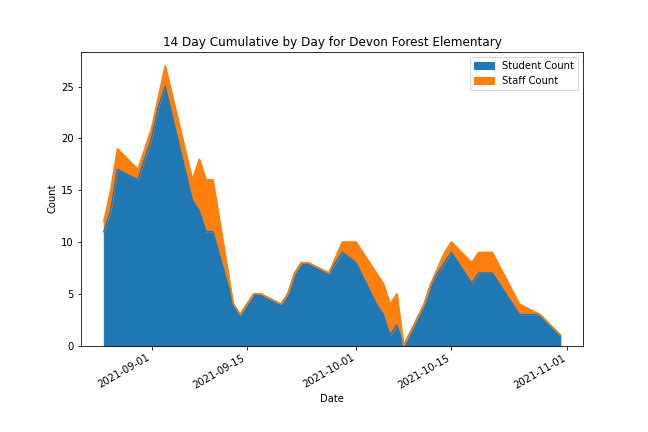 14 Day Cumulative by Day for Devon Forest Elementary
Student Count
Staff Count
25
20
15
10
5
0
Count
2021-09-01
2021-09-15
2021-10-01
2021-10-15
2021-11-01
Date